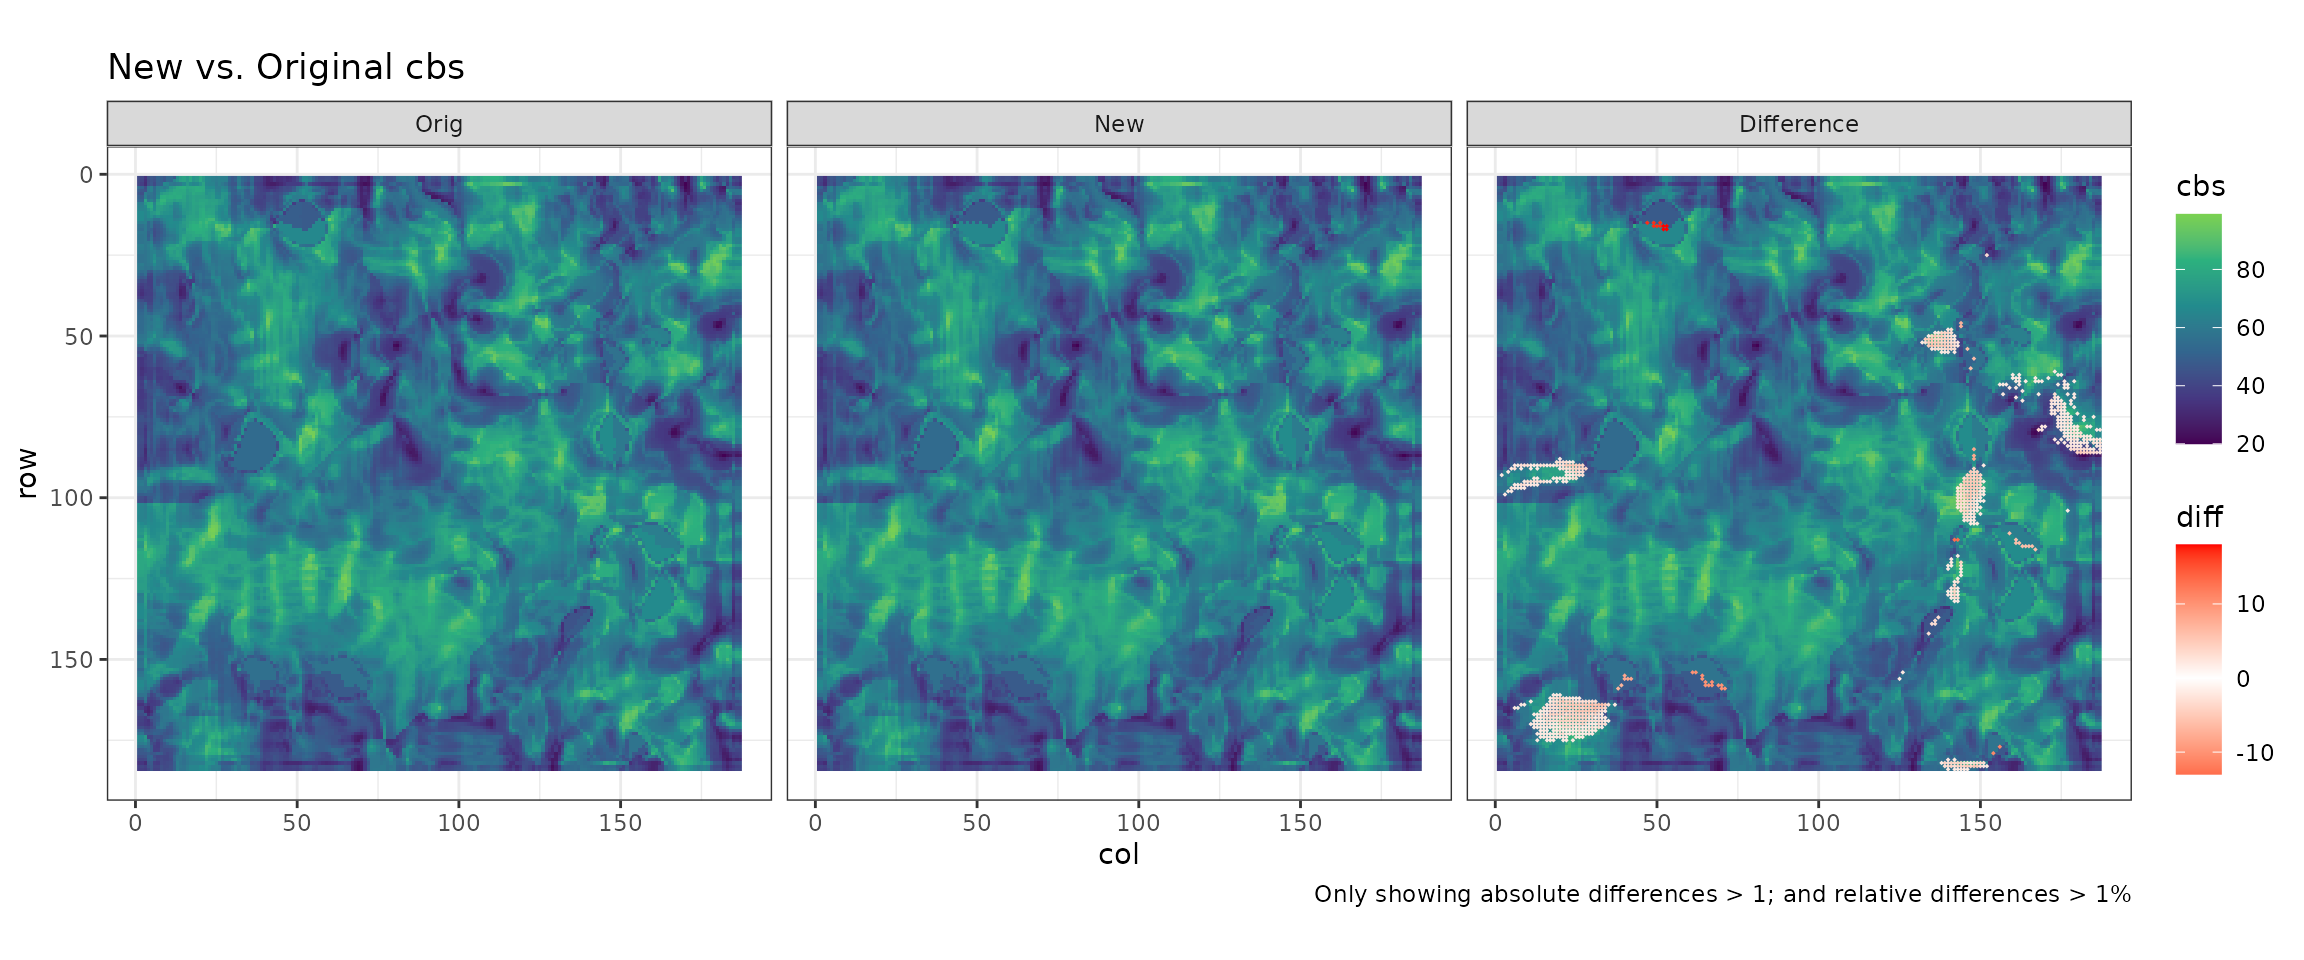 New vs. Original cbs
Orig
New
Difference
0
50
100
150
row
0
50
100
150
0
50
100
150
0
50
100
150
col
cbs
80
60
40
20
diff
10
0
-10
Only showing absolute differences > 1; and relative differences > 1%